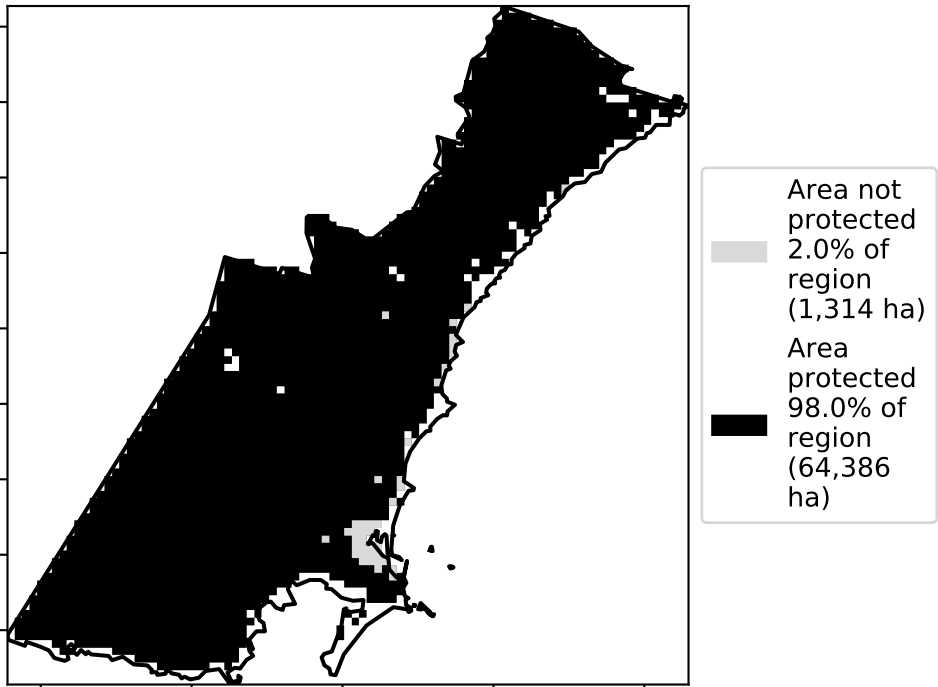 Area not
protected
2.0% of
region
(1,314 ha)
Area
protected
98.0% of
region
(64,386
ha)